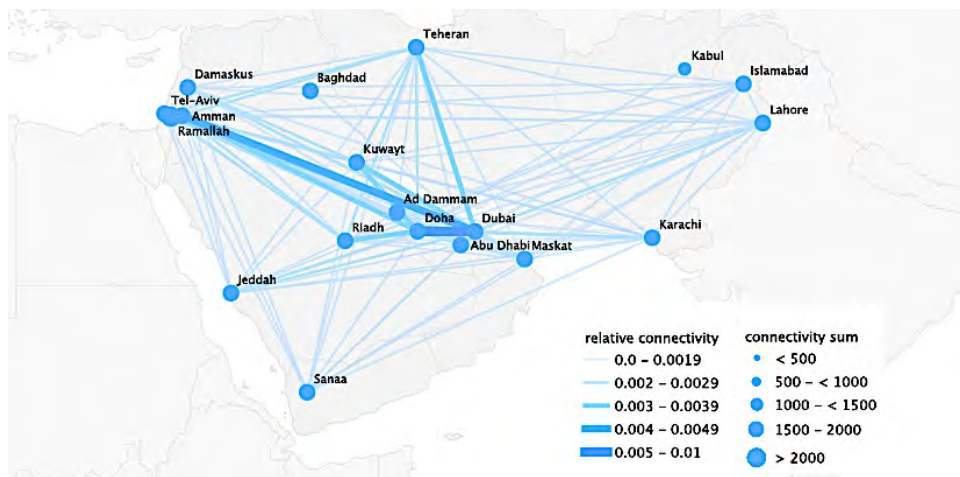 Teheran
Kabul
Islamabad
Damaskus
Baghdad
Tel-Aviv
Amman
Ramallah
Lahore
Kuwayt
Ad Dammam
Doha
Dubai
Riadh
Abu Dhabi
Maskat
Karachi
Jeddah
Sanaa
relative connectivity
0.0 – 0.0019
0.002 – 0.0029
0.003 – 0.0039
0.004 – 0.0049
0.005 – 0.01
connectivity sum
< 500
500 – < 1000
1000 – < 1500
1500 – 2000
> 2000